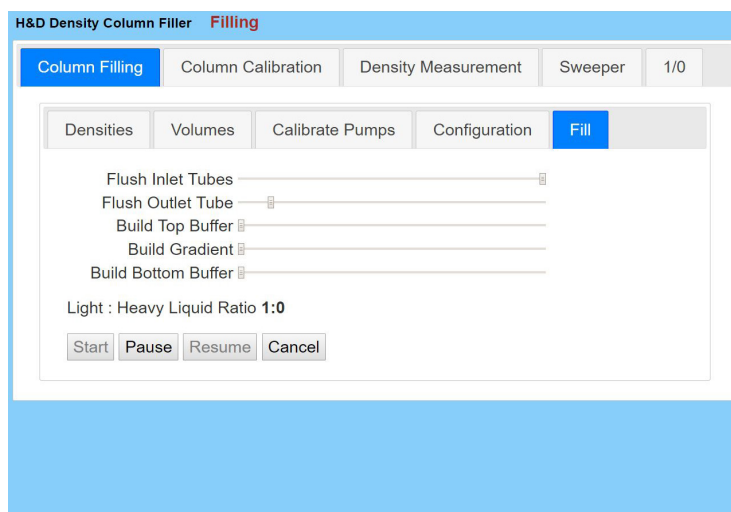 H&D Density Column Filler Filling
Column Filling Column Calibration Density Measurement Sweeper 1/0
Densities Volumes Calibrate Pumps Configuration Fill
Flush Inlet Tubes
Flush Outlet Tube
Build Top Buffer
Build Gradient
Build Bottom Buffer
Light : Heavy Liquid Ratio 1:0
Start Pause Resume Cancel